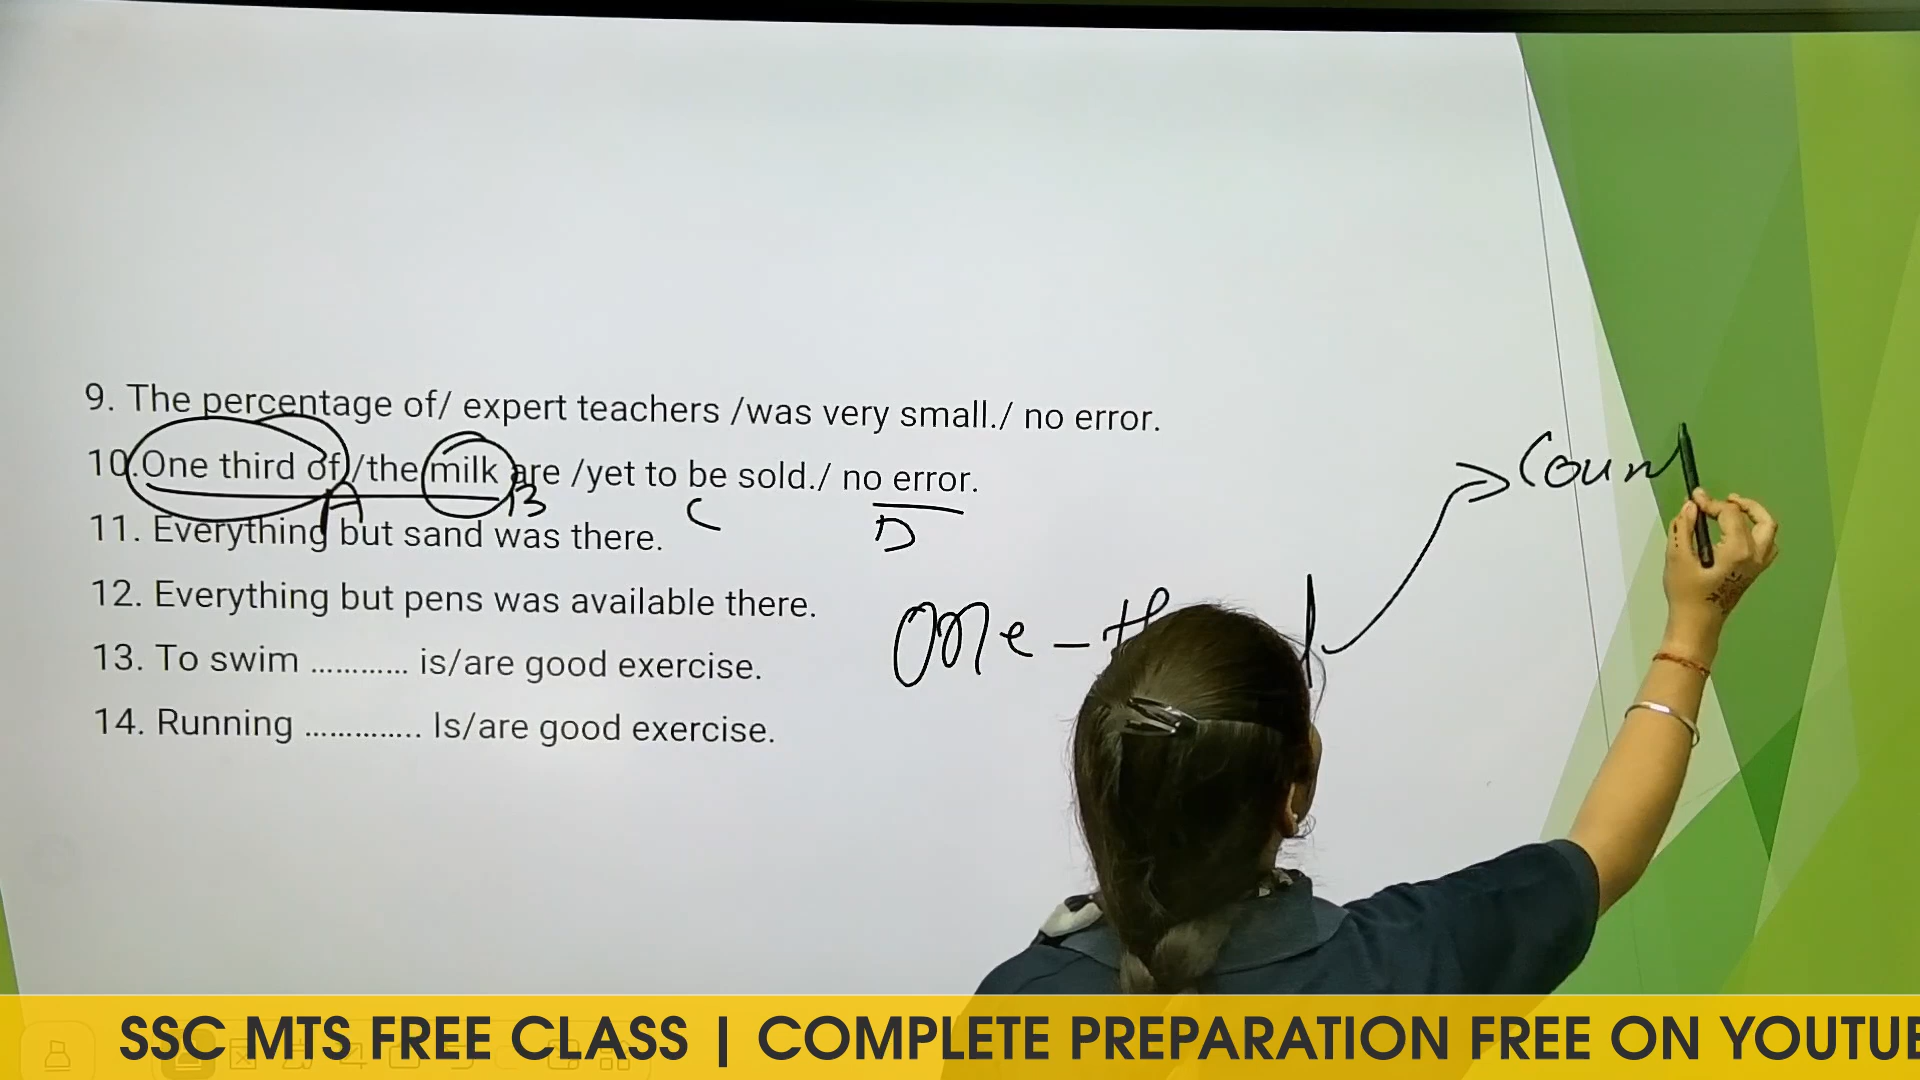 9. The percentage of/ expert teachers /was very small./ no error.
10.One third of /the milk are /yet to be sold./ no error.
A B C D
11. Everything but sand was there.
12. Everything but pens was available there.
13. To swim ............ is/are good exercise.
14. Running .............. Is/are good exercise.
Coun
one-th
SSC MTS FREE CLASS | COMPLETE PREPARATION FREE ON YOUTUBE